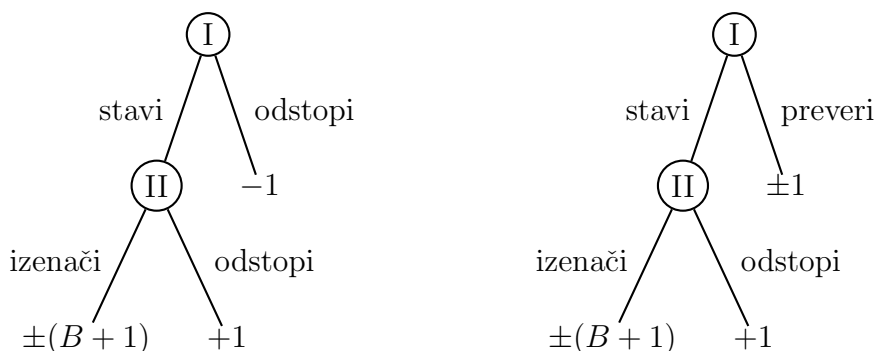 I I
stavi odstopi stavi preveri
II −1 II ±1
izenači odstopi izenači odstopi
±(B + 1) +1 ±(B + 1) +1